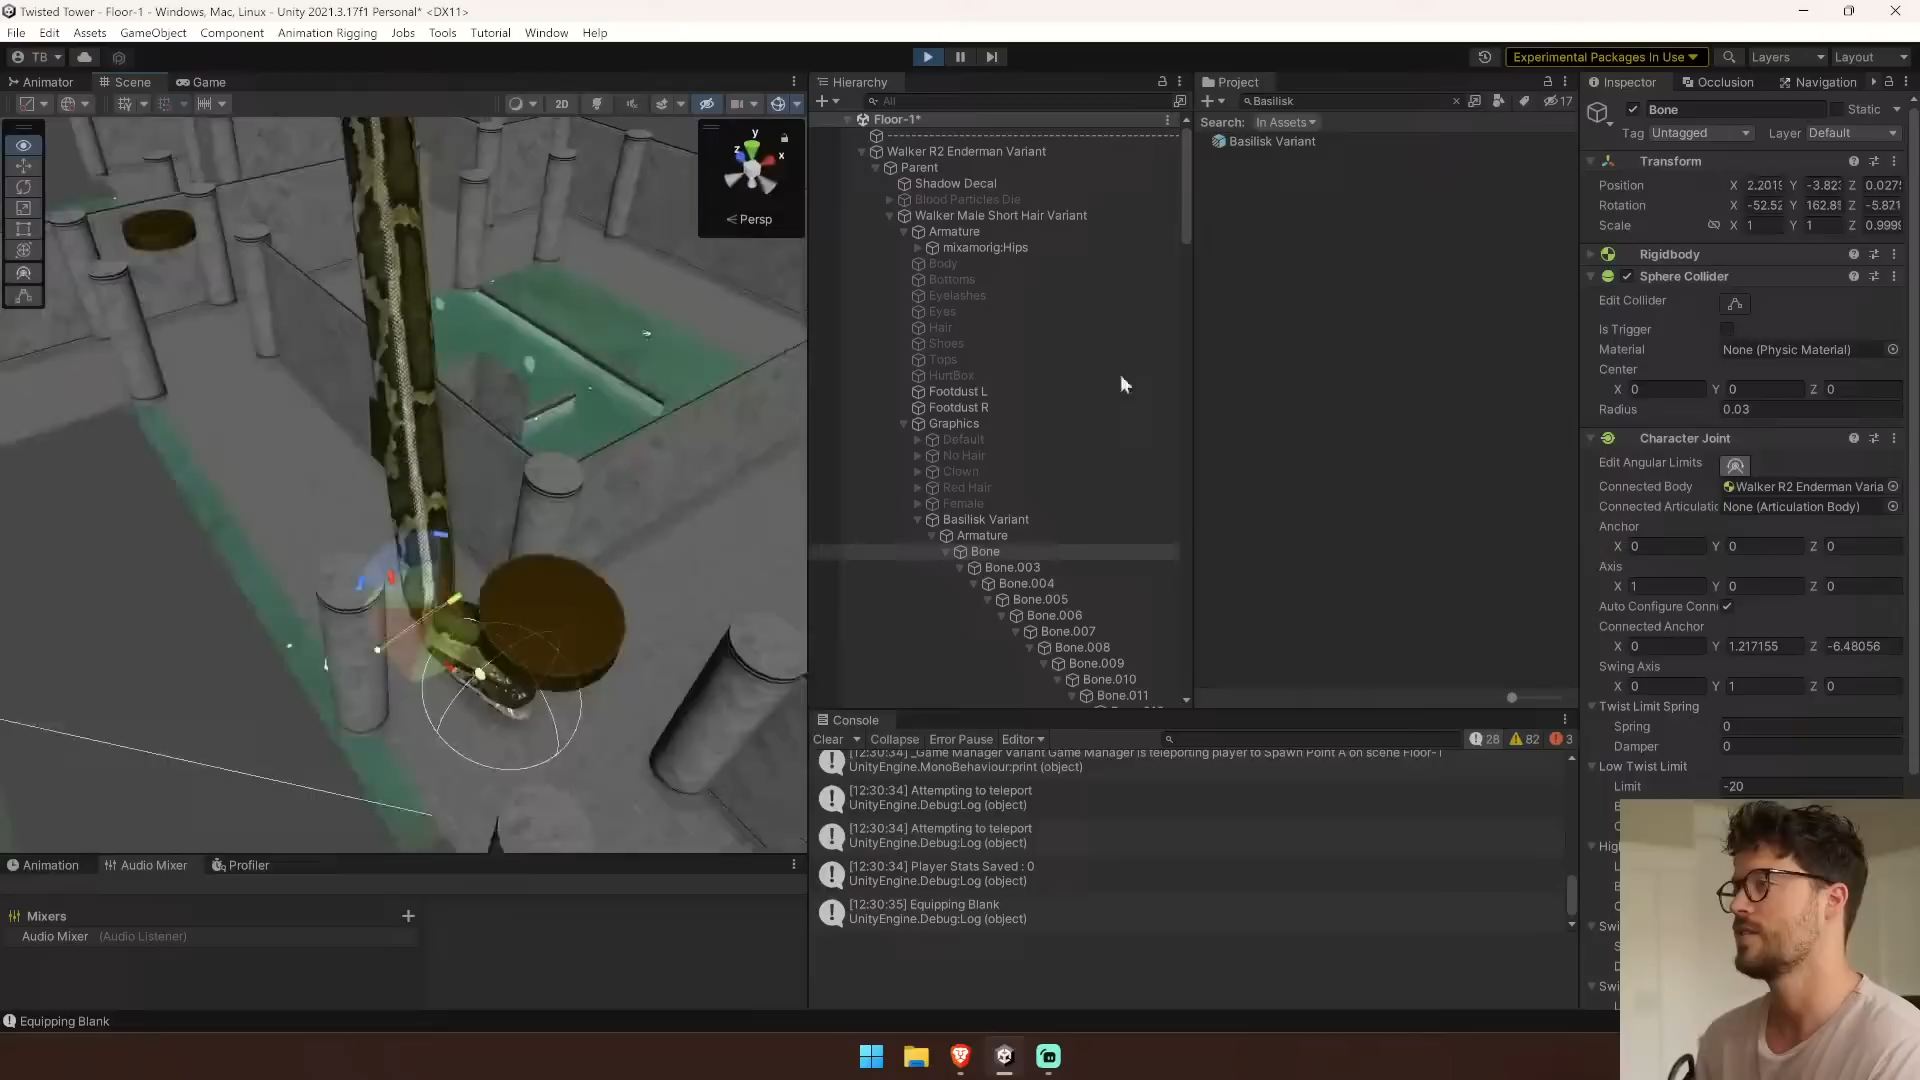 Twisted Tower - Floor-1 - Windows, Mac, Linux - Unity 2021.3.17f1 Personal* <DX11>
File Edit Assets GameObject Component Animation Rigging Jobs Tools Tutorial Window Help
TB
Experimental Packages In Use
Layers
Layout
Animator
Scene
Game
2D
y
z
x
Persp
Hierarchy
All
Floor-1*
Walker R2 Enderman Variant
Parent
Shadow Decal
Blood Particles Die
Walker Male Short Hair Variant
Armature
mixamorig:Hips
Body
Bottoms
Eyelashes
Eyes
Hair
Shoes
Tops
HurtBox
Footdust L
Footdust R
Graphics
Default
No Hair
Clown
Red Hair
Female
Basilisk Variant
Armature
Bone
Bone.003
Bone.004
Bone.005
Bone.006
Bone.007
Bone.008
Bone.009
Bone.010
Bone.011
Project
Basilisk
17
Search: In Assets
Basilisk Variant
Inspector
Occlusion
Navigation
Bone
Static
Tag Untagged
Layer Default
Transform
Position X 2.2019 Y -3.823 Z 0.0275
Rotation X -52.52 Y 162.89 Z -5.871
Scale X 1 Y 1 Z 0.9999
Rigidbody
Sphere Collider
Edit Collider
Is Trigger
Material None (Physic Material)
Center
X 0 Y 0 Z 0
Radius 0.03
Character Joint
Edit Angular Limits
Connected Body Walker R2 Enderman Varia
Connected Articulatic None (Articulation Body)
Anchor
X 0 Y 0 Z 0
Axis
X 1 Y 0 Z 0
Auto Configure Conn
Connected Anchor
X 0 Y 1.217155 Z -6.48056
Swing Axis
X 0 Y 1 Z 0
Twist Limit Spring
Spring 0
Damper 0
Low Twist Limit
Limit -20
Console
Clear Collapse Error Pause Editor
28 82 3
_Game Manager Variant Game Manager is teleporting player to Spawn Point A on scene Floor-1
UnityEngine.MonoBehaviour:print (object)
[12:30:34] Attempting to teleport
UnityEngine.Debug:Log (object)
[12:30:34] Attempting to teleport
UnityEngine.Debug:Log (object)
[12:30:34] Player Stats Saved : 0
UnityEngine.Debug:Log (object)
[12:30:35] Equipping Blank
UnityEngine.Debug:Log (object)
Animation
Audio Mixer
Profiler
Mixers
Audio Mixer (Audio Listener)
Equipping Blank